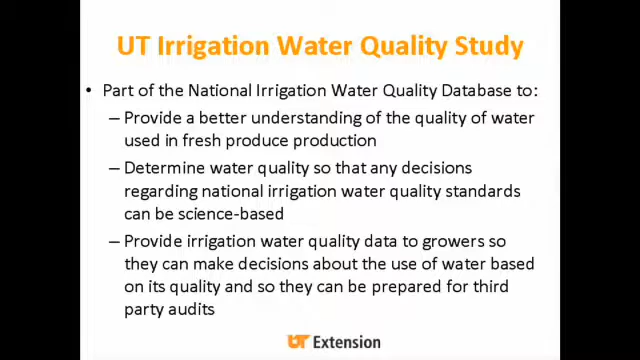 UT Irrigation Water Quality Study
• Part of the National Irrigation Water Quality Database to:
– Provide a better understanding of the quality of water
used in fresh produce production
– Determine water quality so that any decisions
regarding national irrigation water quality standards
can be science-based
– Provide irrigation water quality data to growers so
they can make decisions about the use of water based
on its quality and so they can be prepared for third
party audits
UT Extension